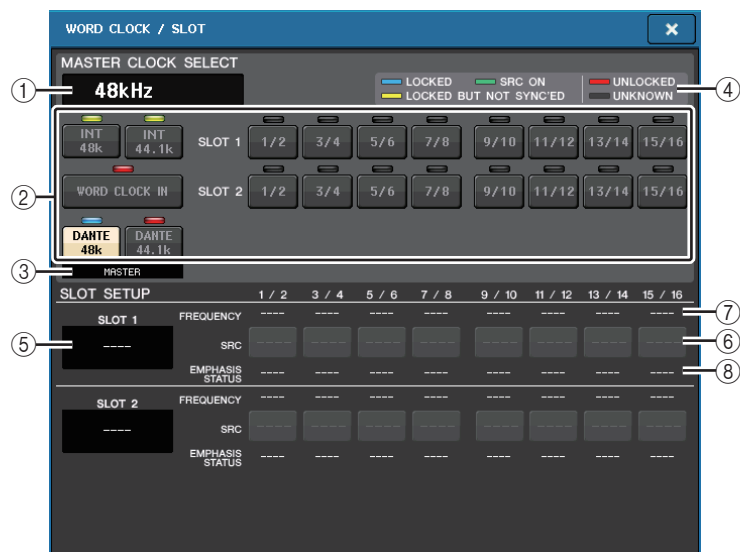 WORD CLOCK / SLOT ×
MASTER CLOCK SELECT
① 48kHz
LOCKED SRC ON UNLOCKED ④
LOCKED BUT NOT SYNC'ED UNKNOWN
INT 48k INT 44.1k SLOT 1 1/2 3/4 5/6 7/8 9/10 11/12 13/14 15/16
② WORD CLOCK IN SLOT 2 1/2 3/4 5/6 7/8 9/10 11/12 13/14 15/16
DANTE 48k DANTE 44.1k
③ MASTER
SLOT SETUP 1 / 2 3 / 4 5 / 6 7 / 8 9 / 10 11 / 12 13 / 14 15 / 16
SLOT 1 FREQUENCY ---- ---- ---- ---- ---- ---- ---- ---- ⑦
⑤ ---- SRC ---- ---- ---- ---- ---- ---- ---- ---- ⑥
EMPHASIS STATUS ---- ---- ---- ---- ---- ---- ---- ---- ⑧
SLOT 2 FREQUENCY ---- ---- ---- ---- ---- ---- ---- ----
---- SRC ---- ---- ---- ---- ---- ---- ---- ----
EMPHASIS STATUS ---- ---- ---- ---- ---- ---- ---- ----